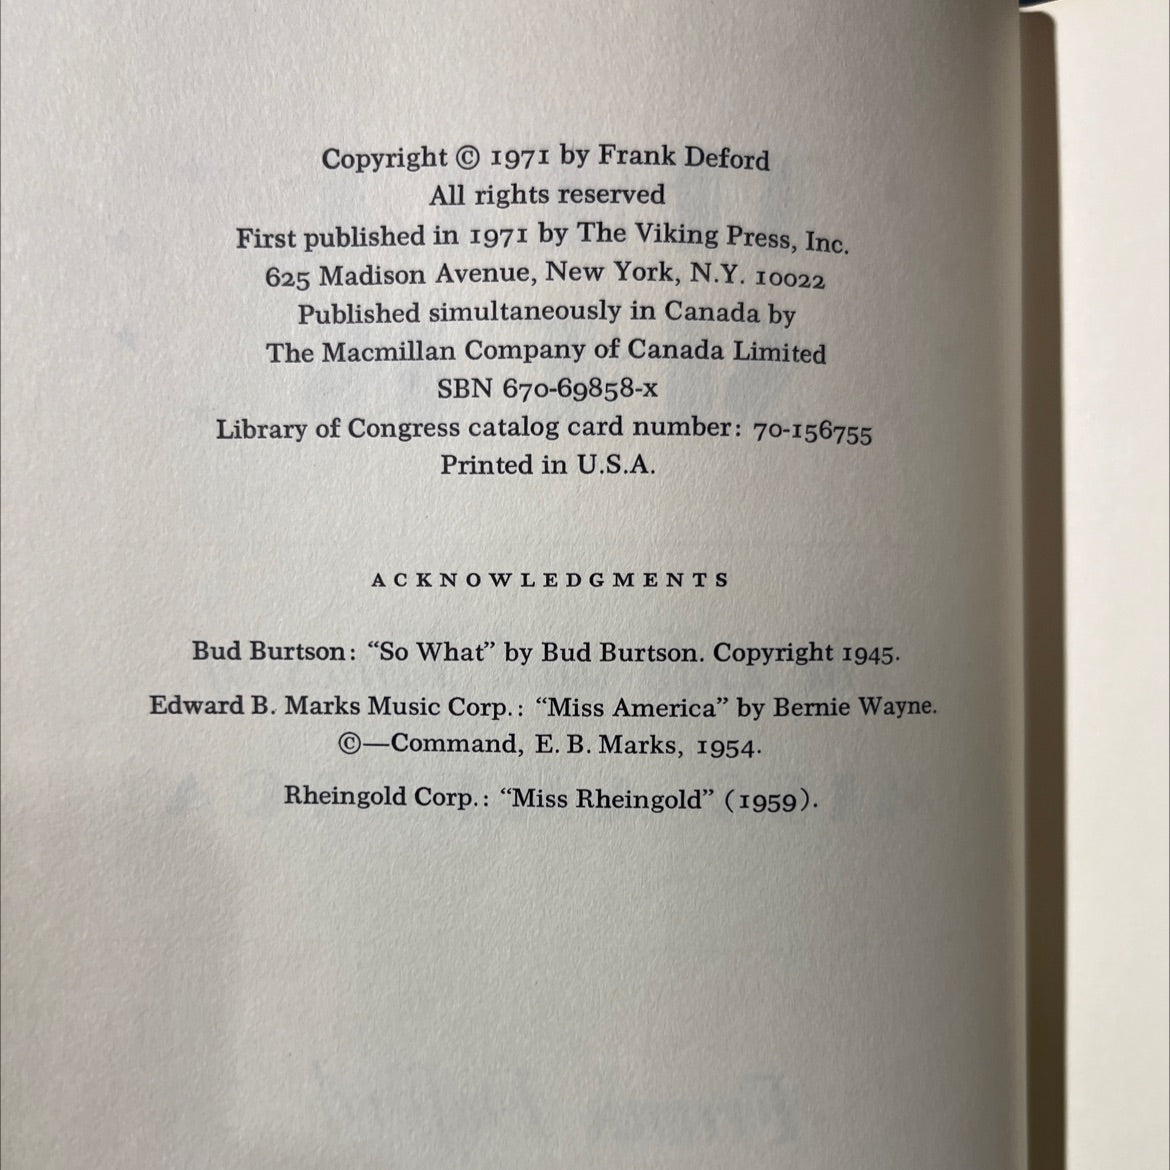 Copyright © 1971 by Frank Deford
All rights reserved
First published in 1971 by The Viking Press, Inc.
625 Madison Avenue, New York, N.Y. 10022
Published simultaneously in Canada by
The Macmillan Company of Canada Limited
SBN 670-69858-x
Library of Congress catalog card number: 70-156755
Printed in U.S.A.
ACKNOWLEDGMENTS
Bud Burtson: “So What” by Bud Burtson. Copyright 1945.
Edward B. Marks Music Corp.: “Miss America” by Bernie Wayne.
©—Command, E. B. Marks, 1954.
Rheingold Corp.: “Miss Rheingold” (1959).